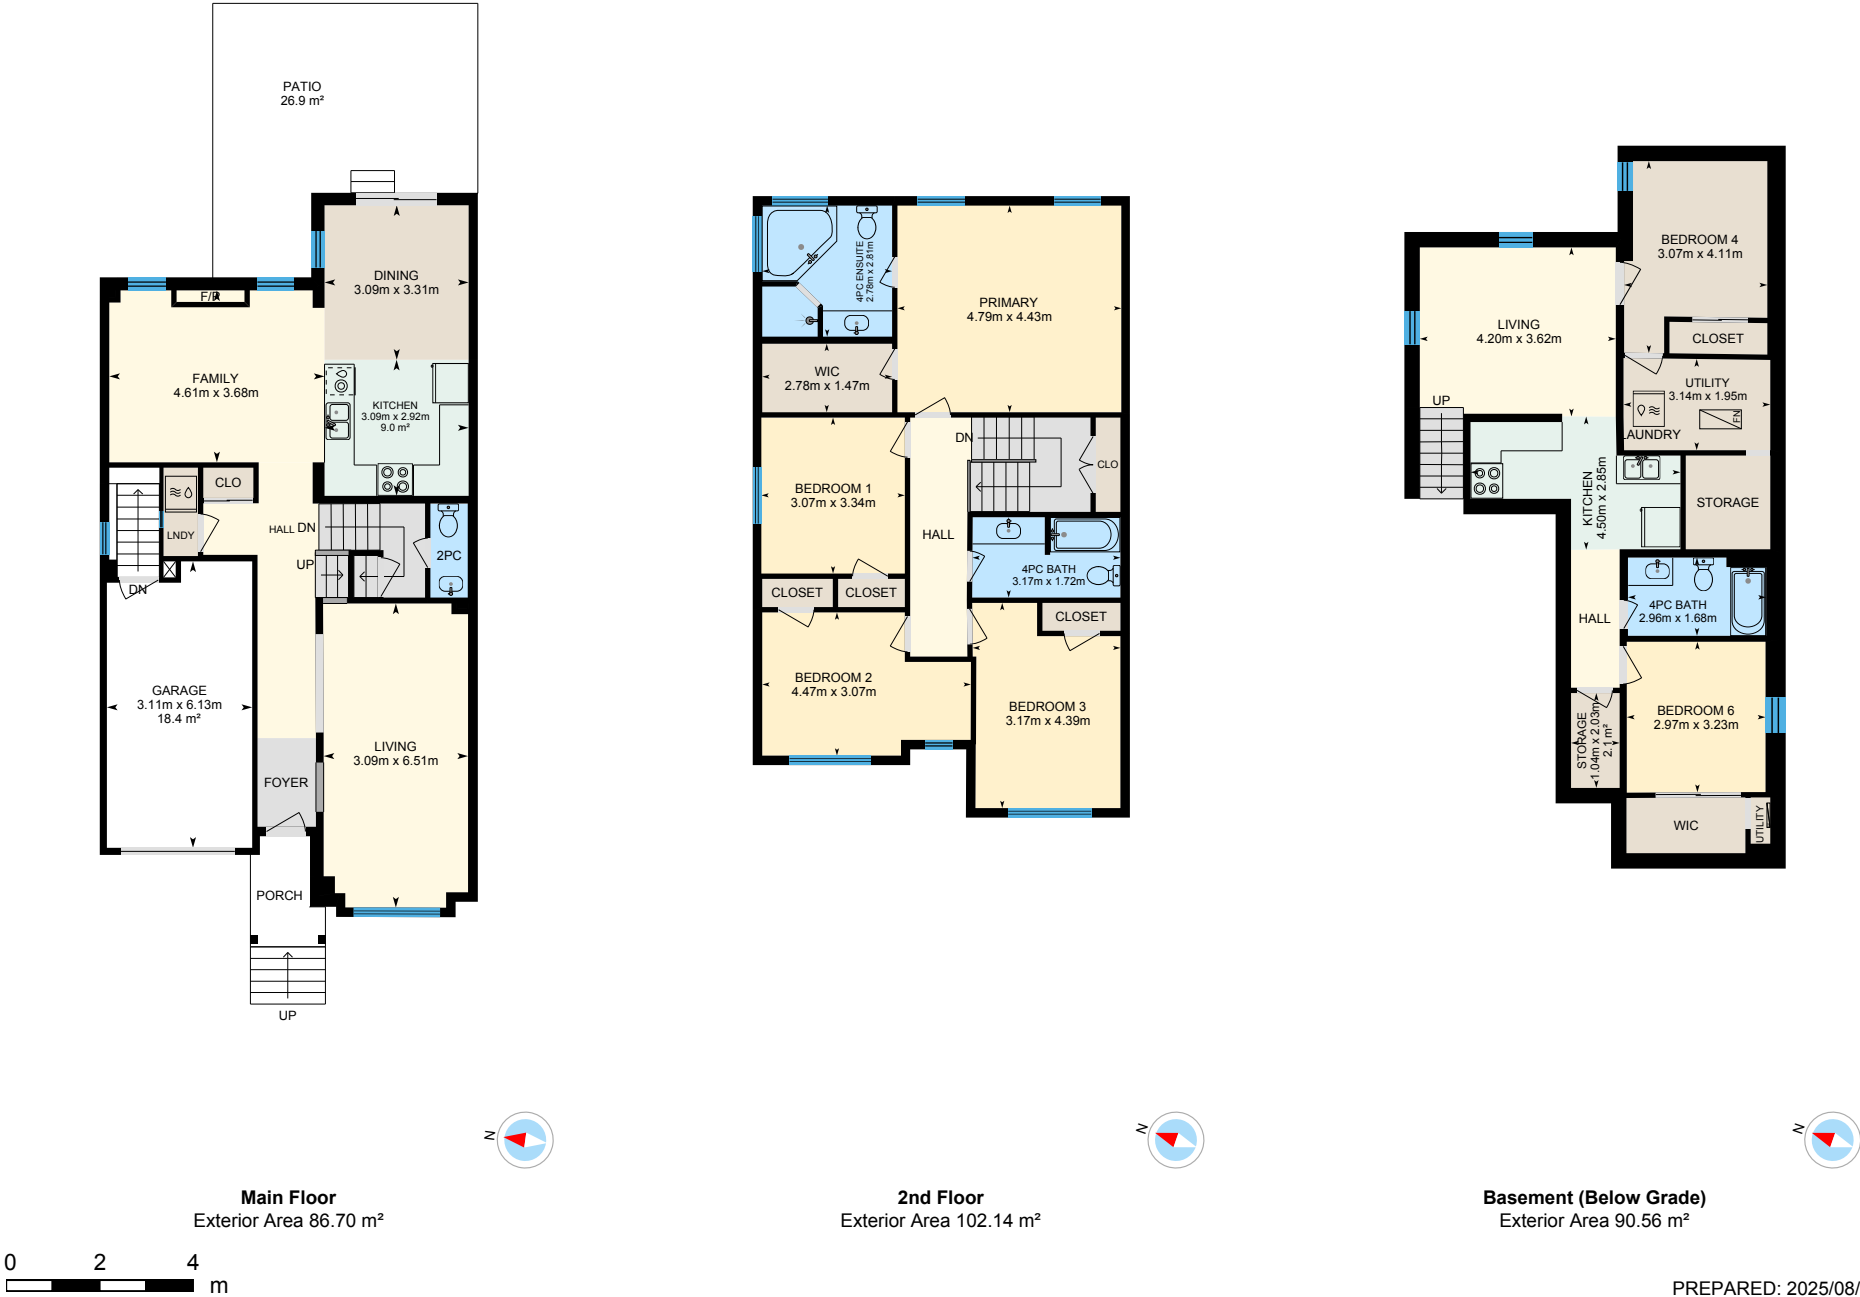 PATIO
26.9 m²
DINING
3.09m x 3.31m
F/P
FAMILY
4.61m x 3.68m
KITCHEN
3.09m x 2.92m
9.0 m²
CLO
LNDY
HALL
DN
UP
2PC
DN
GARAGE
3.11m x 6.13m
18.4 m²
LIVING
3.09m x 6.51m
FOYER
PORCH
UP
N
Main Floor
Exterior Area 86.70 m²
4PC ENSUITE
2.78m x 2.81m
PRIMARY
4.79m x 4.43m
WIC
2.78m x 1.47m
DN
CLO
BEDROOM 1
3.07m x 3.34m
HALL
4PC BATH
3.17m x 1.72m
CLOSET
CLOSET
CLOSET
BEDROOM 2
4.47m x 3.07m
BEDROOM 3
3.17m x 4.39m
N
2nd Floor
Exterior Area 102.14 m²
BEDROOM 4
3.07m x 4.11m
LIVING
4.20m x 3.62m
CLOSET
UTILITY
3.14m x 1.95m
FN
LAUNDRY
UP
KITCHEN
4.50m x 2.85m
STORAGE
4PC BATH
2.96m x 1.68m
HALL
BEDROOM 6
2.97m x 3.23m
STORAGE
1.04m x 2.03m
2.1 m²
WIC
UTILITY
N
Basement (Below Grade)
Exterior Area 90.56 m²
0 2 4
m
PREPARED: 2025/08/